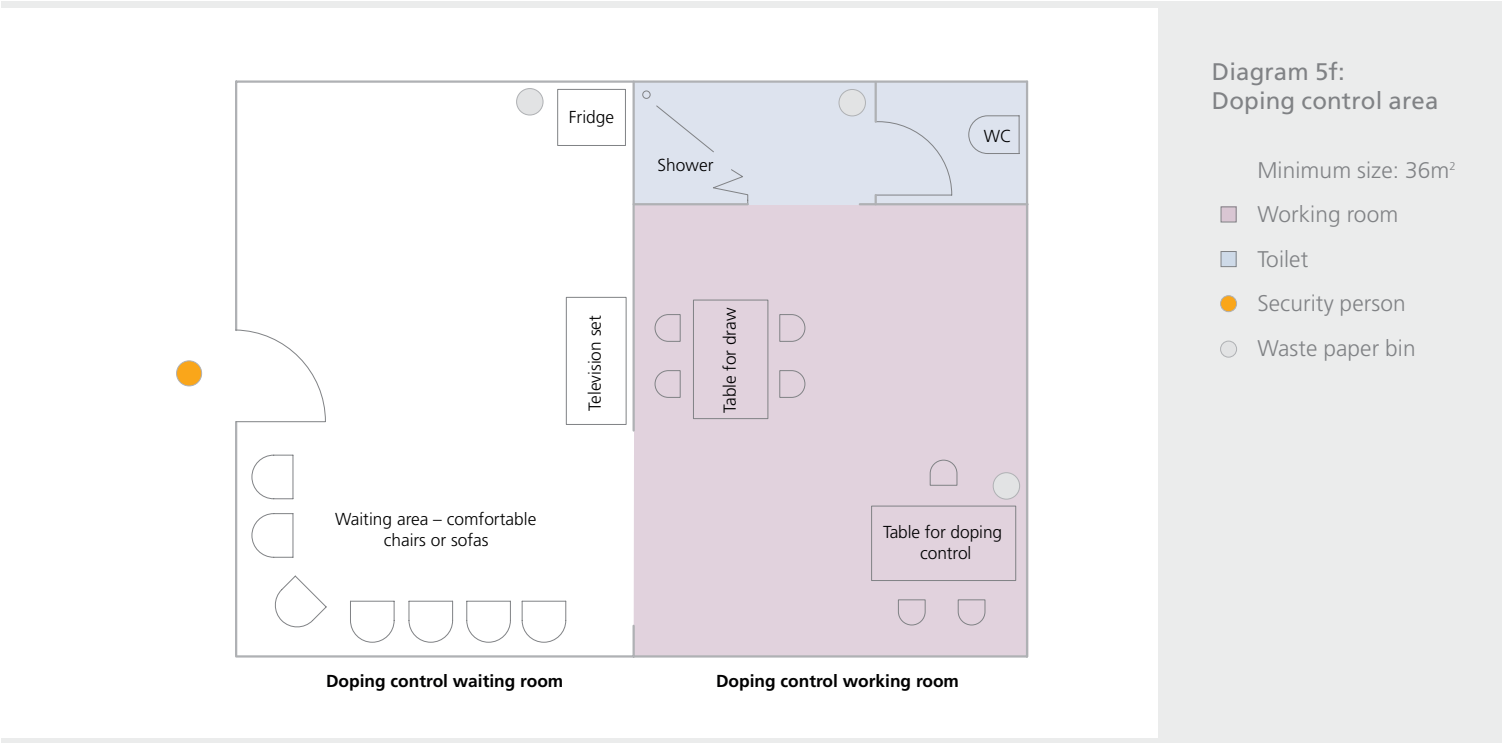 Diagram 5f:
Doping control area
Minimum size: 36m²
Working room
Toilet
Security person
Waste paper bin
Fridge
Shower
WC
Television set
Table for draw
Waiting area – comfortable
chairs or sofas
Table for doping
control
Doping control waiting room
Doping control working room